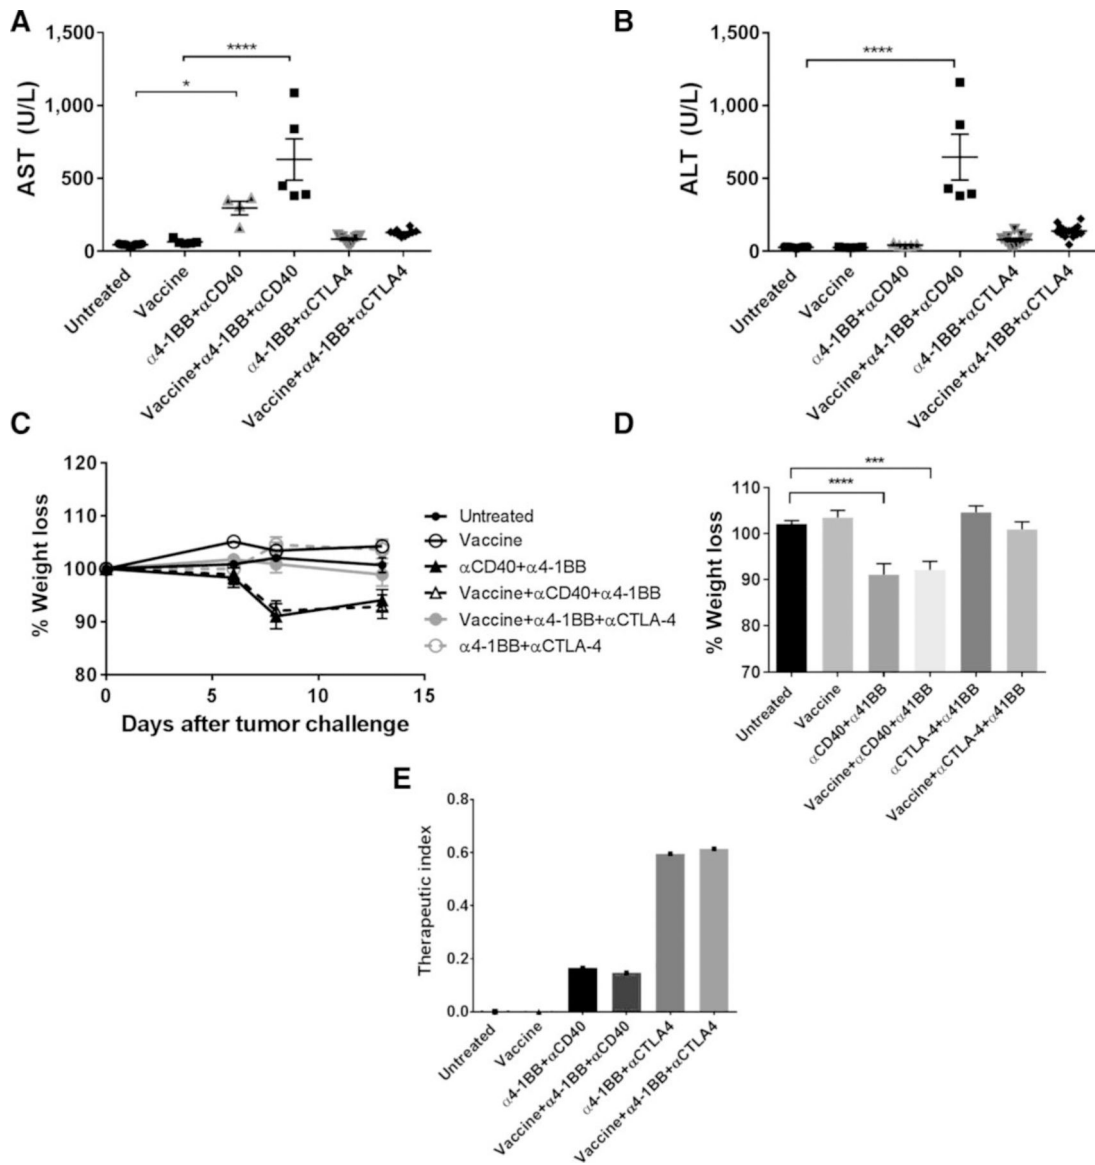 A
1,500
1,000
500
0
AST (U/L)
*
****
Untreated
Vaccine
α4-1BB+αCD40
Vaccine+α4-1BB+αCD40
α4-1BB+αCTLA4
Vaccine+α4-1BB+αCTLA4
B
1,500
1,000
500
0
ALT (U/L)
****
Untreated
Vaccine
α4-1BB+αCD40
Vaccine+α4-1BB+αCD40
α4-1BB+αCTLA4
Vaccine+α4-1BB+αCTLA4
C
120
110
100
90
80
% Weight loss
0 5 10 15
Days after tumor challenge
Untreated
Vaccine
αCD40+α4-1BB
Vaccine+αCD40+α4-1BB
Vaccine+α4-1BB+αCTLA-4
α4-1BB+αCTLA-4
D
***
****
110
100
90
80
70
% Weight loss
Untreated
Vaccine
αCD40+α41BB
Vaccine+αCD40+α41BB
αCTLA-4+α41BB
Vaccine+αCTLA-4+α41BB
E
0.8
0.6
0.4
0.2
0.0
Therapeutic index
Untreated
Vaccine
α4-1BB+αCD40
Vaccine+α4-1BB+αCD40
α4-1BB+αCTLA4
Vaccine+α4-1BB+αCTLA4